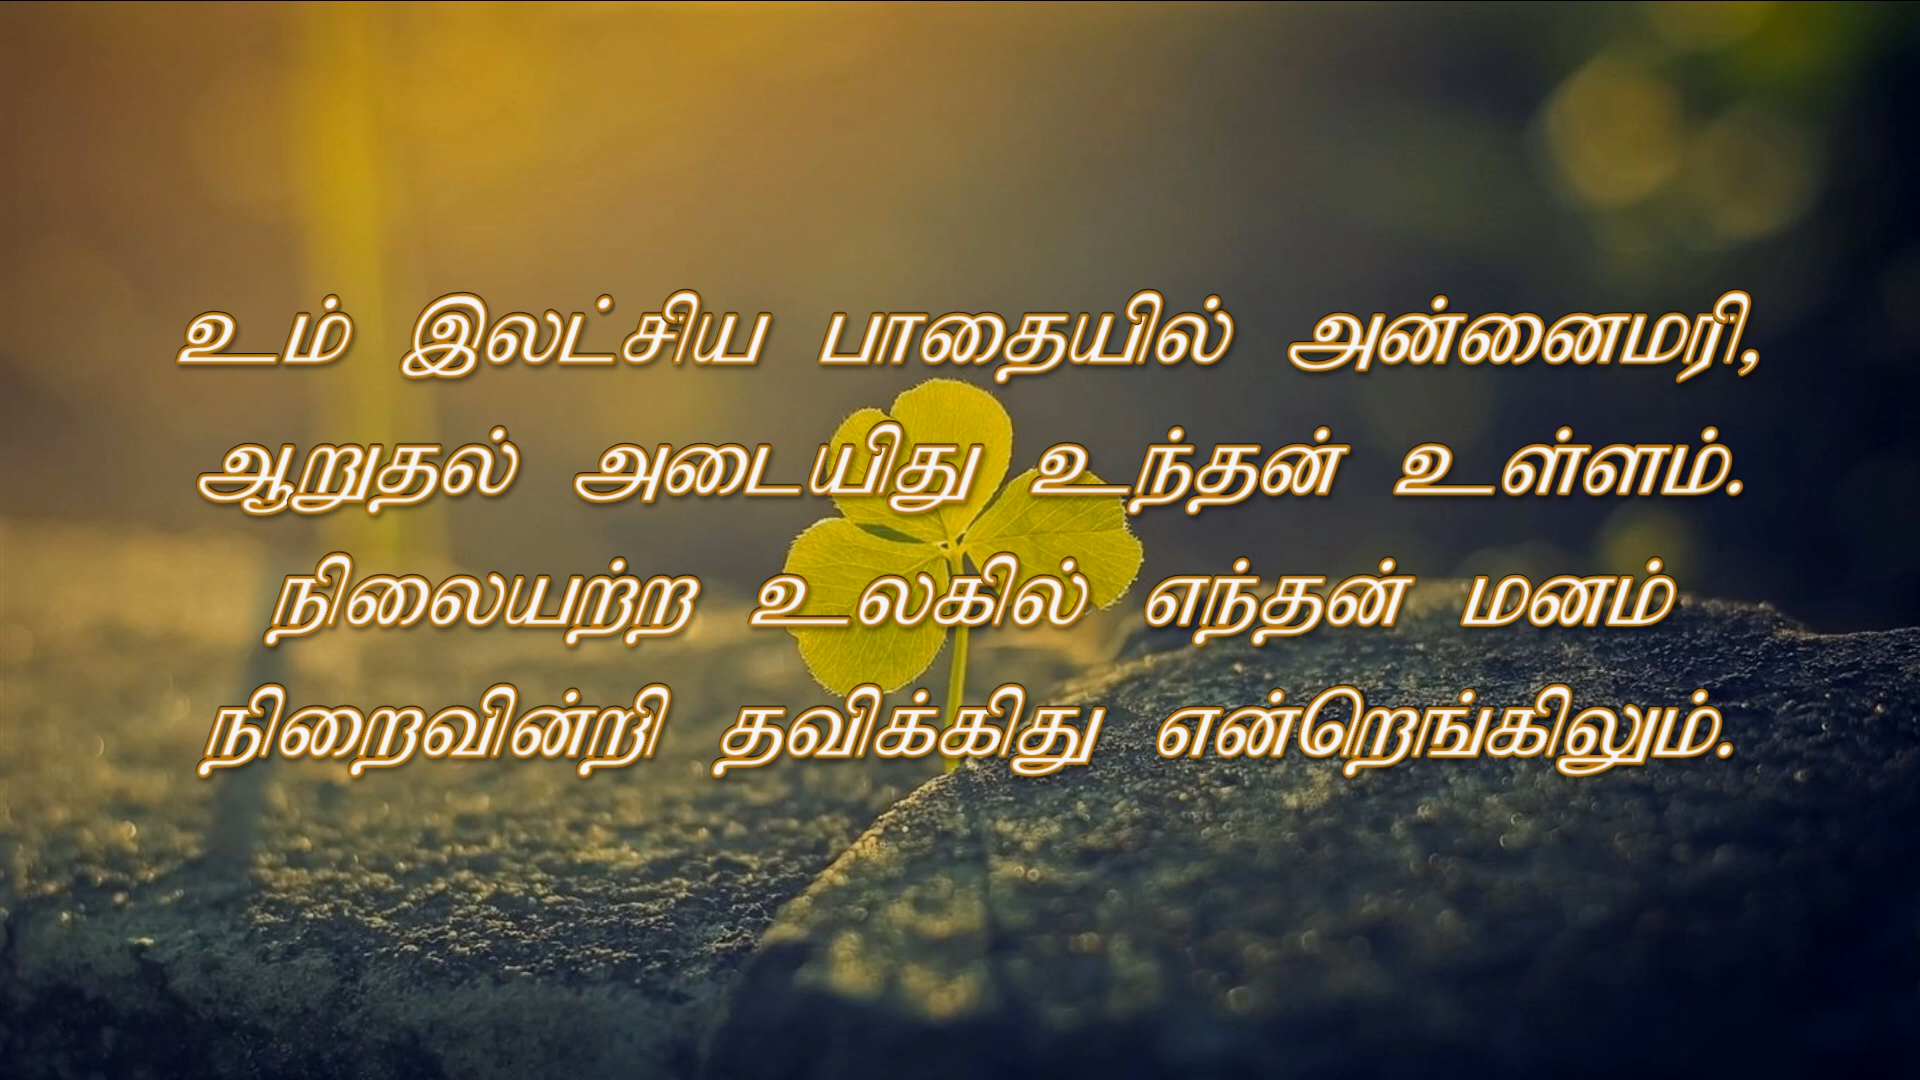 உம் இலட்சிய பாதையில் அன்னைமரி,
ஆறுதல் அடையிது உந்தன் உள்ளம்.
நிலையற்ற உலகில் எந்தன் மனம்
நிறைவின்றி தவிக்கிது என்றெங்கிலும்.